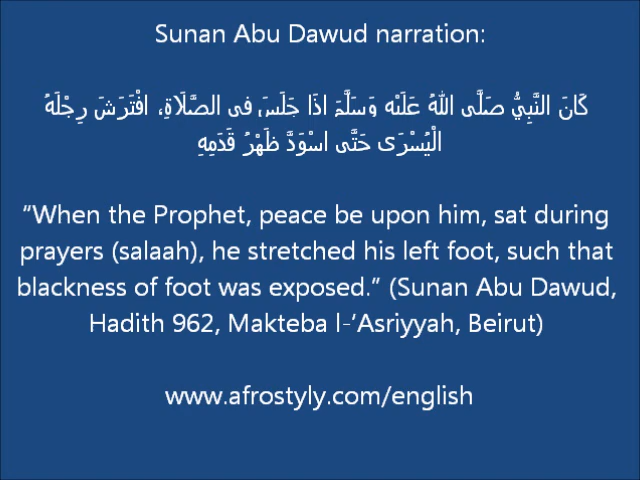 Sunan Abu Dawud narration:
كَانَ النَّبِيُّ صَلَّى اللهُ عَلَيْه وَسَلَّمَ اذَا جَلَسَ فى الصَّلَاةِ، افْتَرَشَ رِجْلَهُ
الْيُسْرَى حَتَّى اسْوَدَّ ظَهْرُ قَدَمِهِ
“When the Prophet, peace be upon him, sat during
prayers (salaah), he stretched his left foot, such that
blackness of foot was exposed.” (Sunan Abu Dawud,
Hadith 962, Makteba l-‘Asriyyah, Beirut)
www.afrostyly.com/english